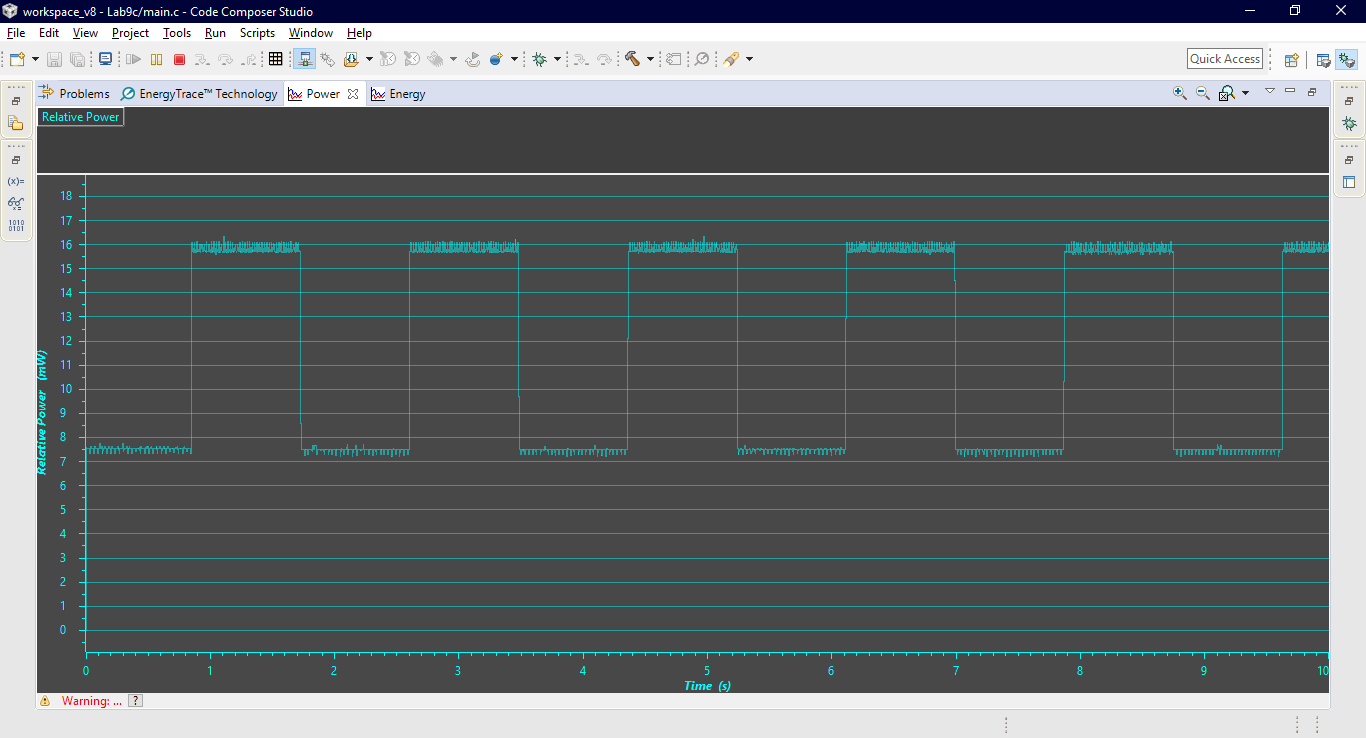 workspace_v8 - Lab9c/main.c - Code Composer Studio
File Edit View Project Tools Run Scripts Window Help
Quick Access
Problems EnergyTrace™ Technology Power Energy
Relative Power
18
17
16
15
14
13
12
11
10
9
8
7
6
5
4
3
2
1
0
Relative Power (mW)
0 1 2 3 4 5 6 7 8 9 10
Time (s)
Warning: ... ?
(x)=
1010
0101